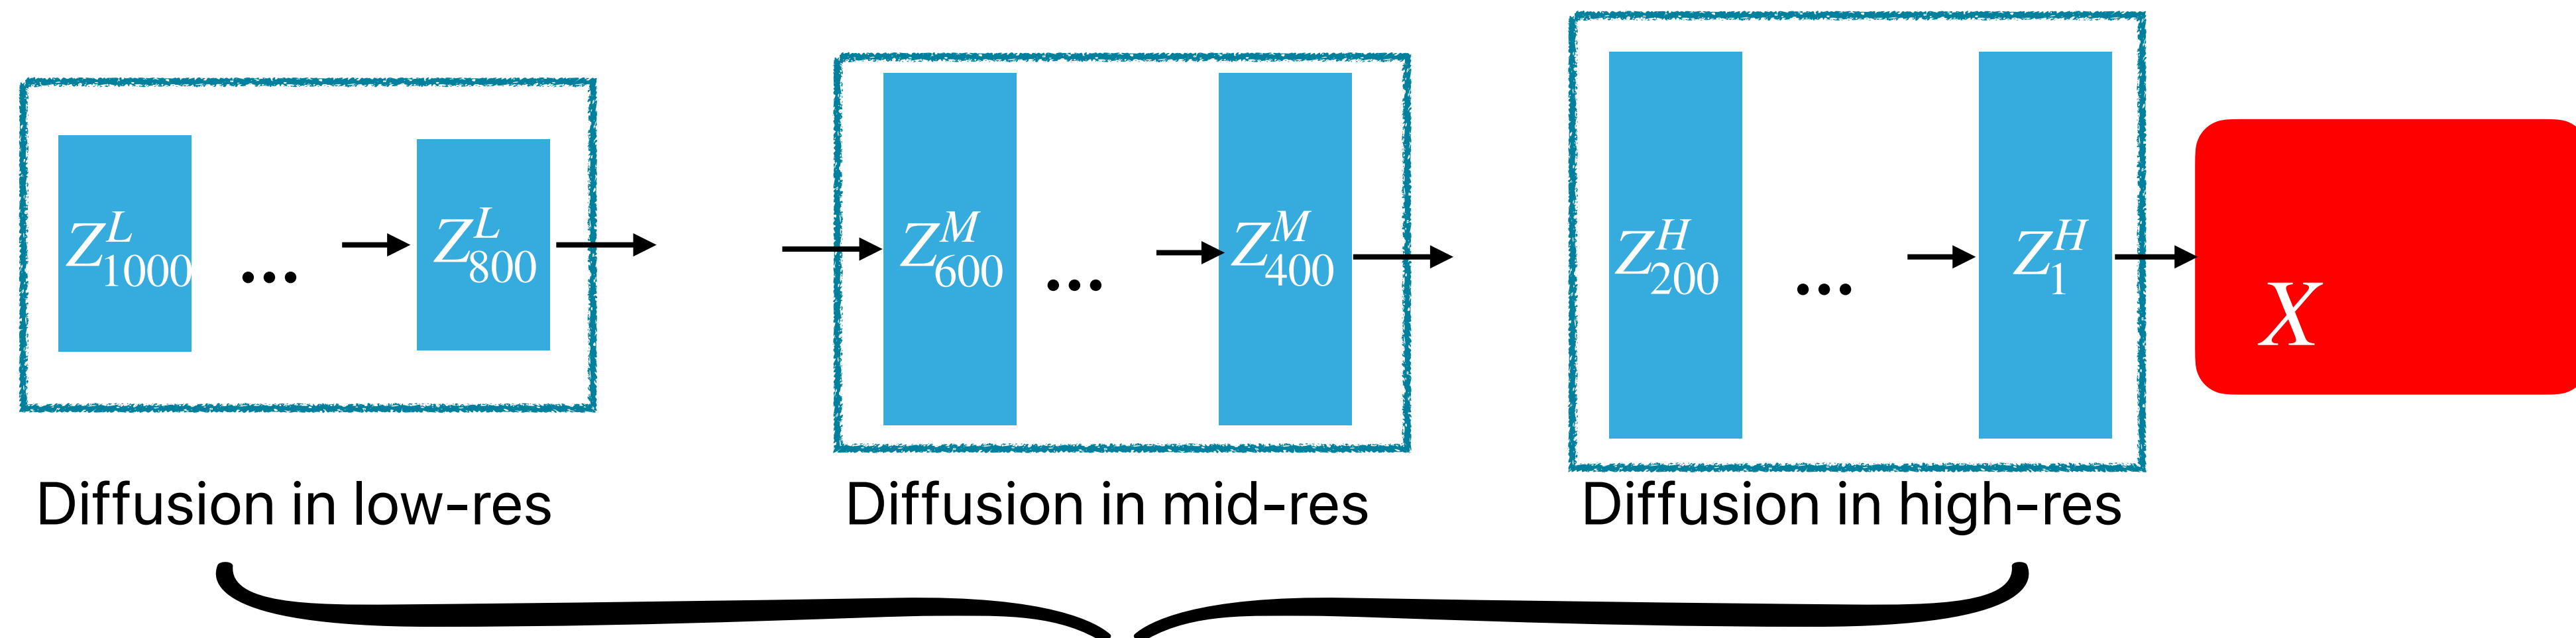 Z^L_1000 ... Z^L_800 Z^M_600 ... Z^M_400 Z^H_200 ... Z^H_1
X
Diffusion in low-res Diffusion in mid-res Diffusion in high-res